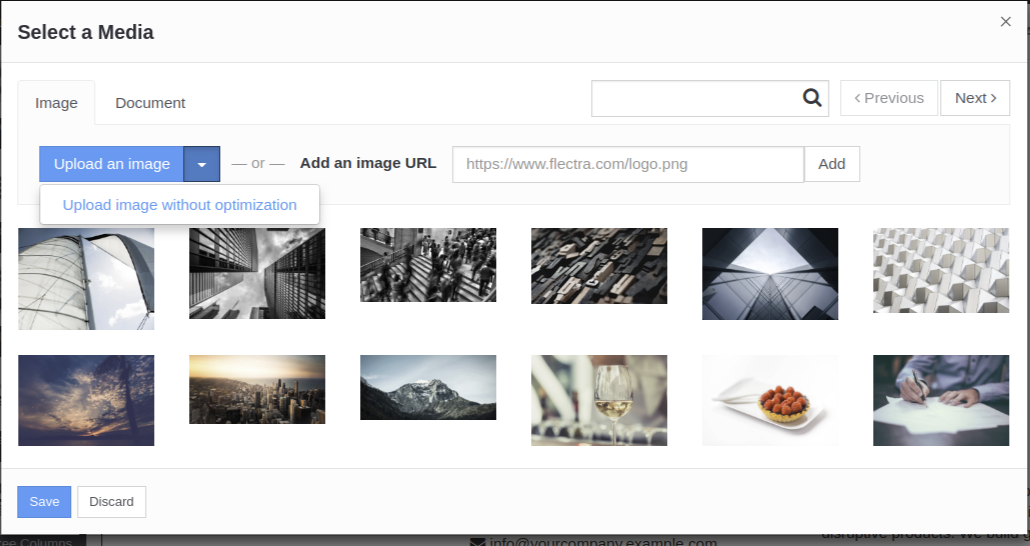 Select a Media
Image
Document
Previous
Next
Upload an image
— or —
Add an image URL
https://www.flectra.com/logo.png
Add
Upload image without optimization
Save
Discard
ree Columns
info@yourcompany.example.com
disruptive products. We build g